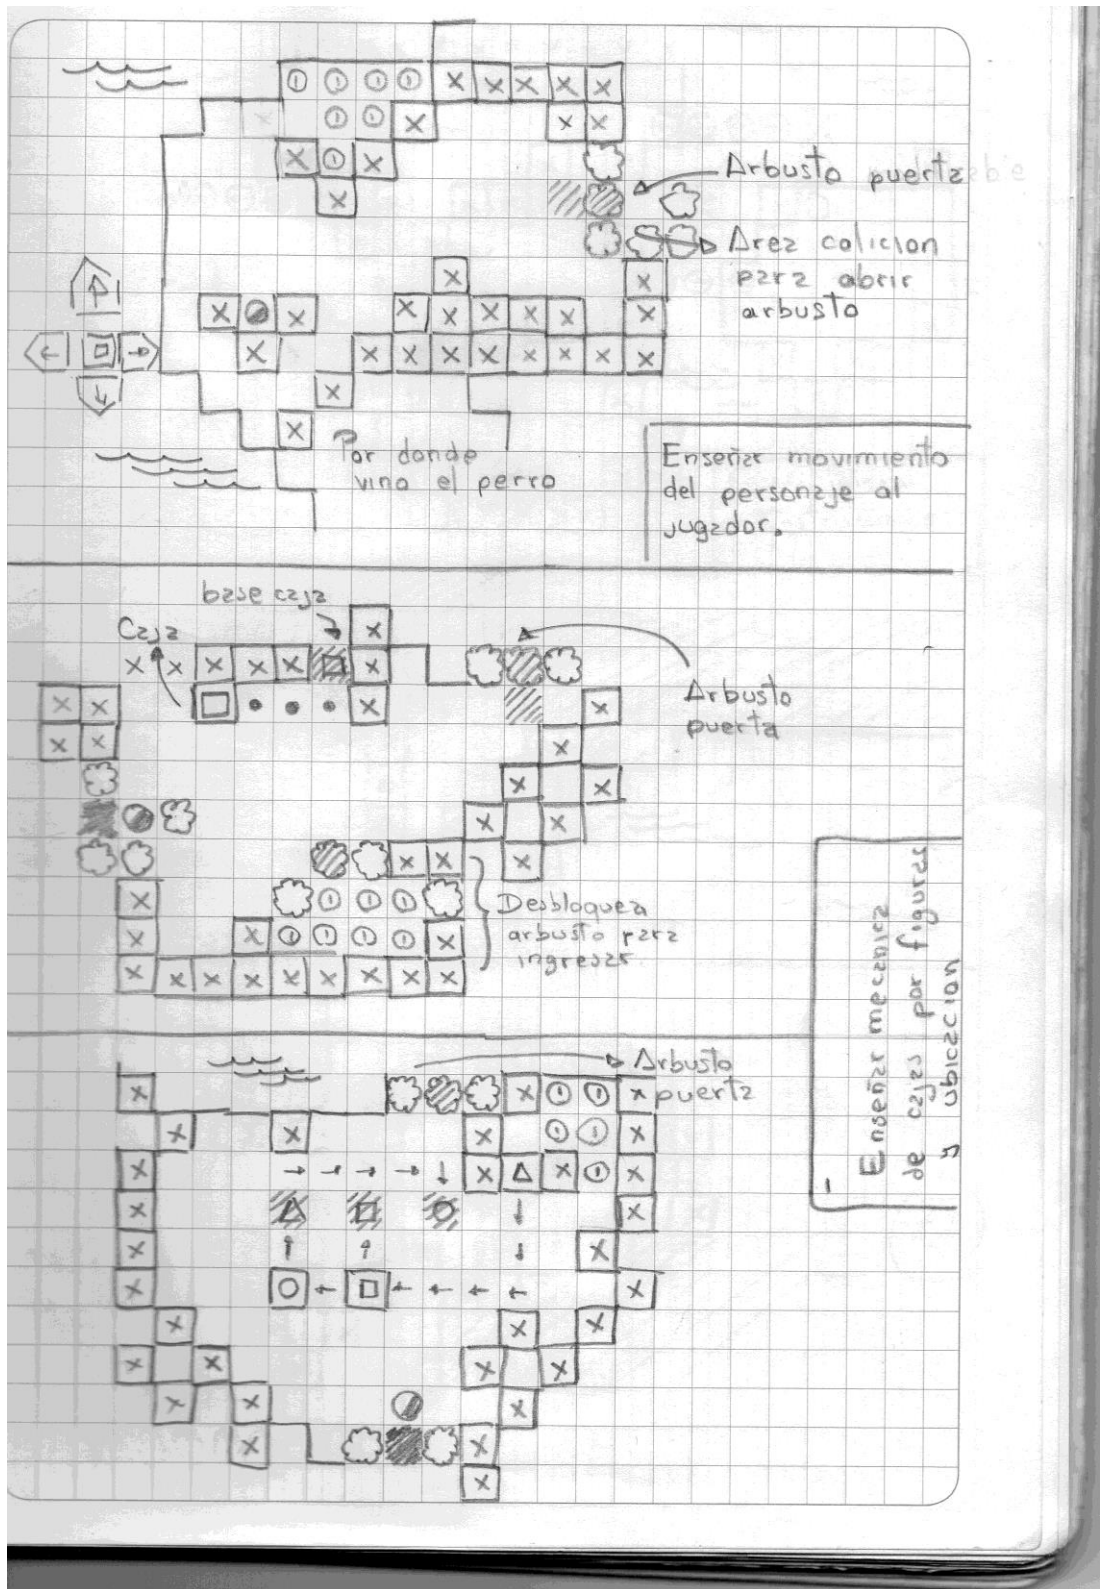 Arbusto puerta
Area colicion
para abrir
arbusto
Por donde
vino el perro
Enseñar movimiento
del personaje al
jugador.
base caja
Caja
Arbusto
puerta
Desbloquea
arbusto para
ingresar
Enseñar mecanica
de cajas por figuras
y ubicacion
Arbusto
puerta